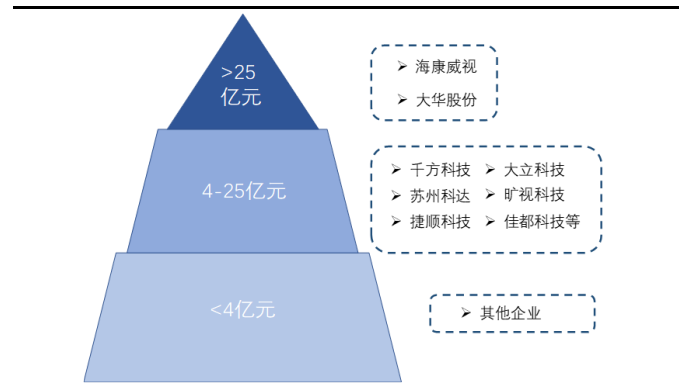 >25
亿元
➢ 海康威视
➢ 大华股份
4-25亿元
➢ 千方科技 ➢ 大立科技
➢ 苏州科达 ➢ 旷视科技
➢ 捷顺科技 ➢ 佳都科技等
<4亿元
➢ 其他企业